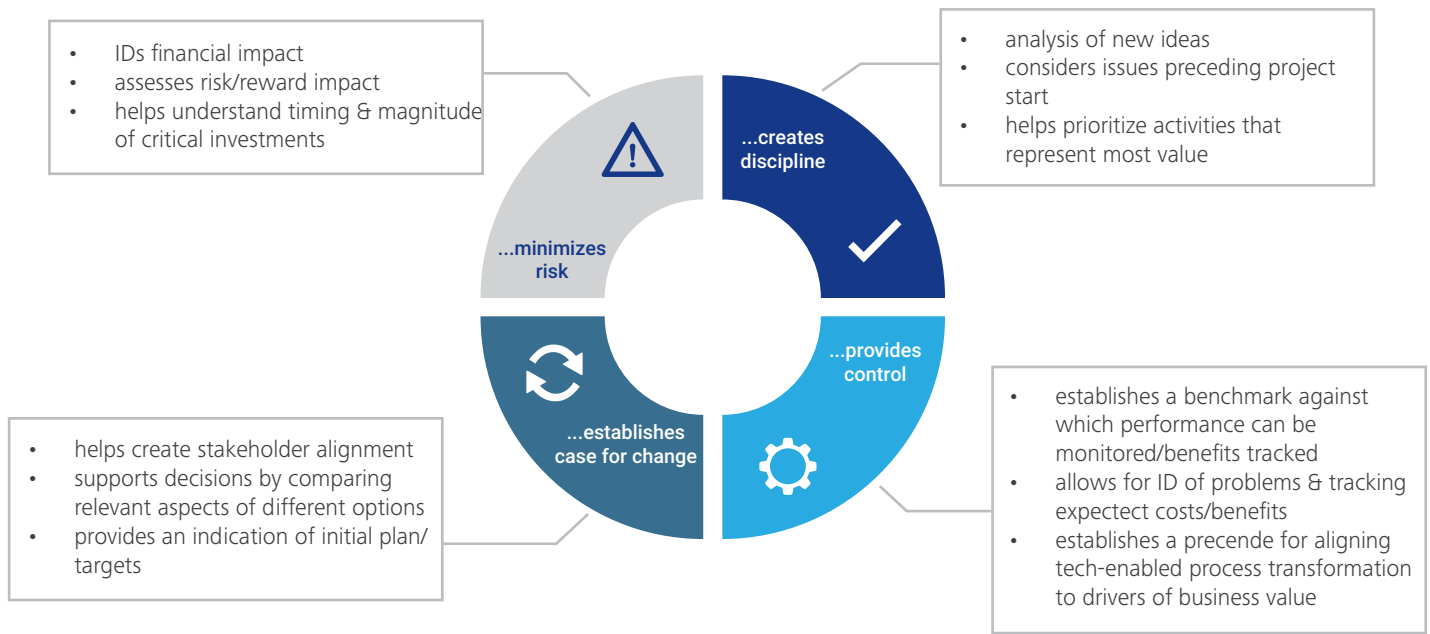 • IDs financial impact
• assesses risk/reward impact
• helps understand timing & magnitude
of critical investments
• analysis of new ideas
• considers issues preceding project
start
• helps prioritize activities that
represent most value
...creates
discipline
...minimizes
risk
...provides
control
...establishes
case for change
• helps create stakeholder alignment
• supports decisions by comparing
relevant aspects of different options
• provides an indication of initial plan/
targets
• establishes a benchmark against
which performance can be
monitored/benefits tracked
• allows for ID of problems & tracking
expectect costs/benefits
• establishes a precende for aligning
tech-enabled process transformation
to drivers of business value